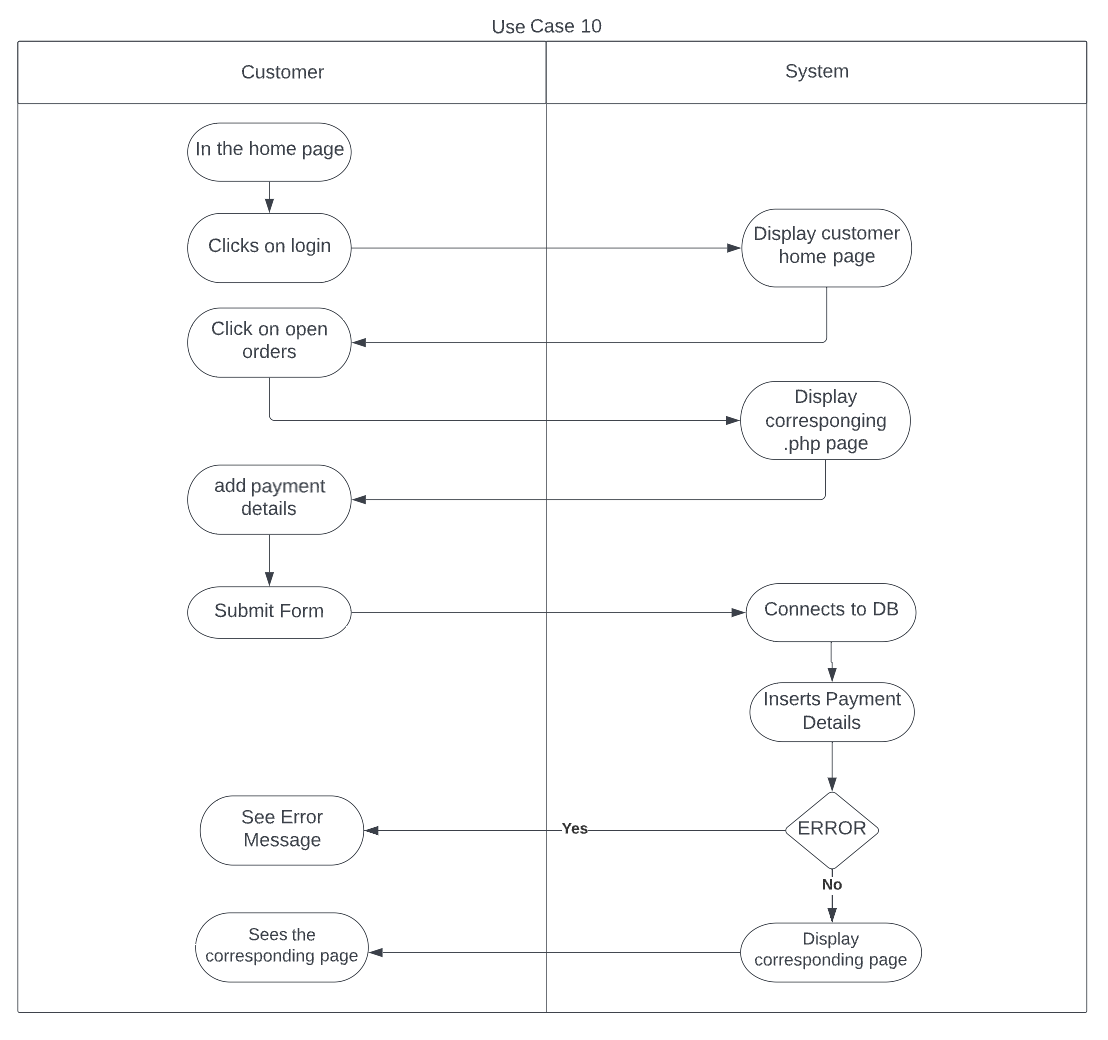 Use Case 10
Customer
System
In the home page
Clicks on login
Display customer
home page
Click on open
orders
Display
corresponging
.php page
add payment
details
Submit Form
Connects to DB
Inserts Payment
Details
See Error
Message
Yes
ERROR
No
Sees the
corresponding page
Display
corresponding page